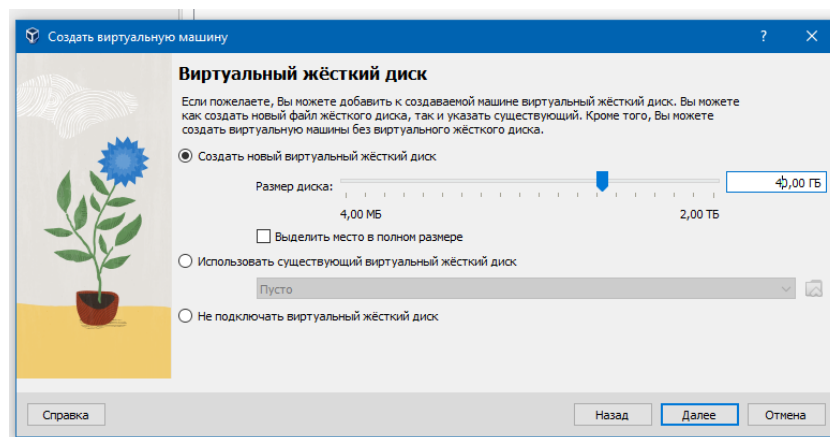 Создать виртуальную машину
Виртуальный жёсткий диск
Если пожелаете, Вы можете добавить к создаваемой машине виртуальный жёсткий диск. Вы можете
как создать новый файл жёсткого диска, так и указать существующий. Кроме того, Вы можете
создать виртуальную машины без виртуального жёсткого диска.
Создать новый виртуальный жёсткий диск
Размер диска: 40,00 ГБ
4,00 МБ 2,00 ТБ
Выделить место в полном размере
Использовать существующий виртуальный жёсткий диск
Пусто
Не подключать виртуальный жёсткий диск
Справка Назад Далее Отмена